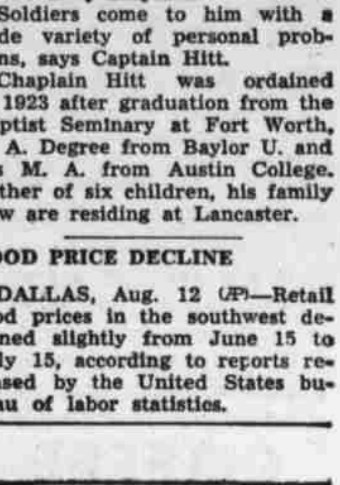 Soldiers come to him with a
de variety of personal prob-
ns, says Captain Hitt.
Chaplain Hitt was ordained
1923 after graduation from the
ptist Seminary at Fort Worth,
A. Degree from Baylor U. and
s M. A. from Austin College.
ther of six children, his family
w are residing at Lancaster.
OOD PRICE DECLINE
DALLAS, Aug. 12 (AP)—Retail
od prices in the southwest de-
ned slightly from June 15 to
ly 15, according to reports re-
ased by the United States bu-
au of labor statistics.